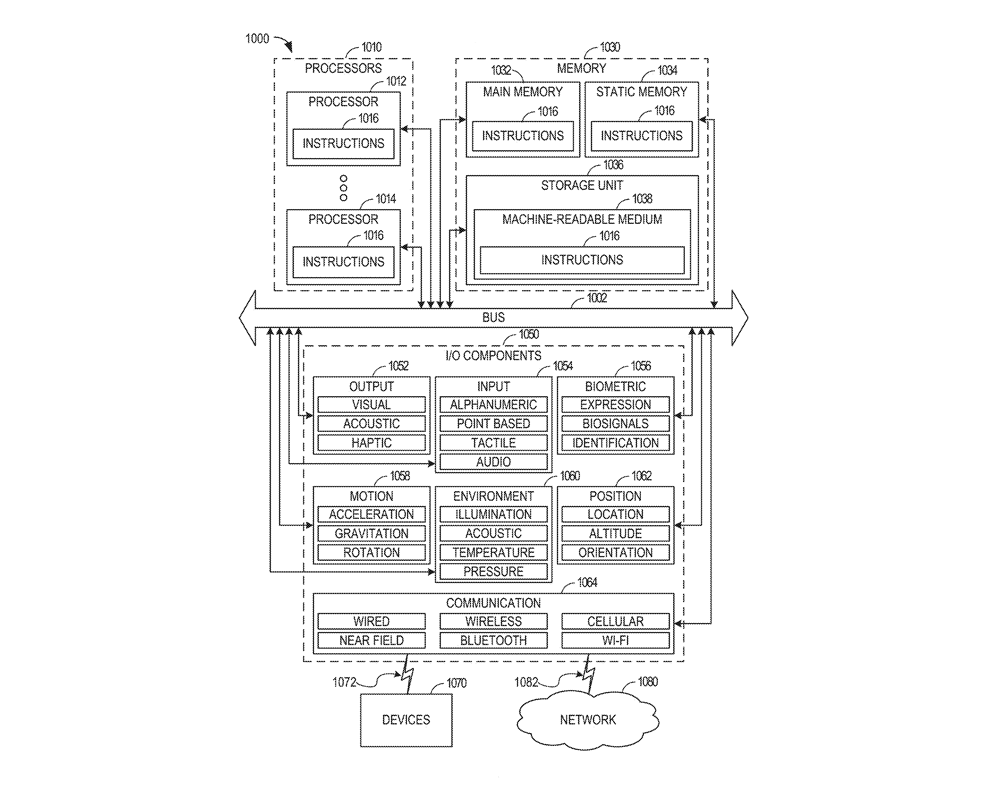 1000
1010
PROCESSORS
1012
PROCESSOR
1016
INSTRUCTIONS
1014
PROCESSOR
1016
INSTRUCTIONS
1030
MEMORY
1032
MAIN MEMORY
1016
INSTRUCTIONS
1034
STATIC MEMORY
1016
INSTRUCTIONS
1036
STORAGE UNIT
1038
MACHINE-READABLE MEDIUM
1016
INSTRUCTIONS
1002
BUS
1050
I/O COMPONENTS
1052
OUTPUT
VISUAL
ACOUSTIC
HAPTIC
1054
INPUT
ALPHANUMERIC
POINT BASED
TACTILE
AUDIO
1056
BIOMETRIC
EXPRESSION
BIOSIGNALS
IDENTIFICATION
1058
MOTION
ACCELERATION
GRAVITATION
ROTATION
1060
ENVIRONMENT
ILLUMINATION
ACOUSTIC
TEMPERATURE
PRESSURE
1062
POSITION
LOCATION
ALTITUDE
ORIENTATION
1064
COMMUNICATION
WIRED
WIRELESS
CELLULAR
NEAR FIELD
BLUETOOTH
WI-FI
1072
1070
DEVICES
1082
1080
NETWORK